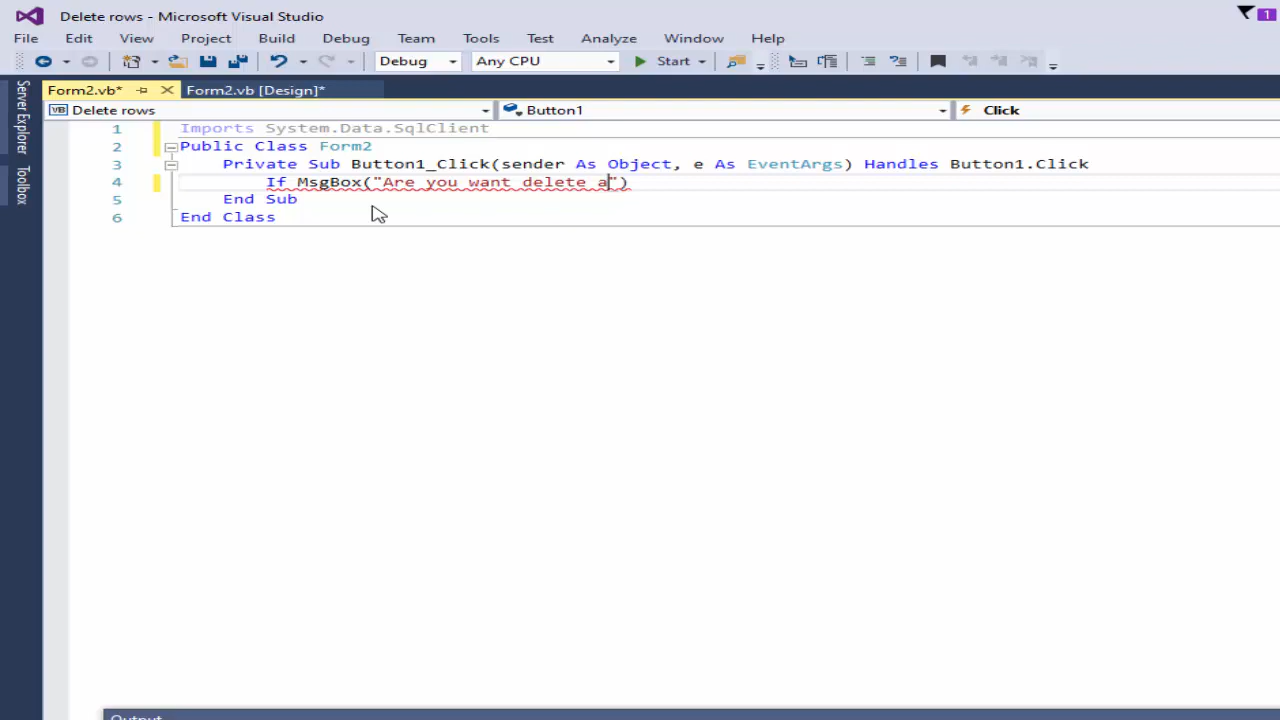 Delete rows - Microsoft Visual Studio
1
File Edit View Project Build Debug Team Tools Test Analyze Window Help
Debug Any CPU Start
Form2.vb* Form2.vb [Design]*
VB Delete rows Button1 Click
Server Explorer
Toolbox
1 Imports System.Data.SqlClient
2 Public Class Form2
3 Private Sub Button1_Click(sender As Object, e As EventArgs) Handles Button1.Click
4 If MsgBox("Are you want delete a")
5 End Sub
6 End Class
Output